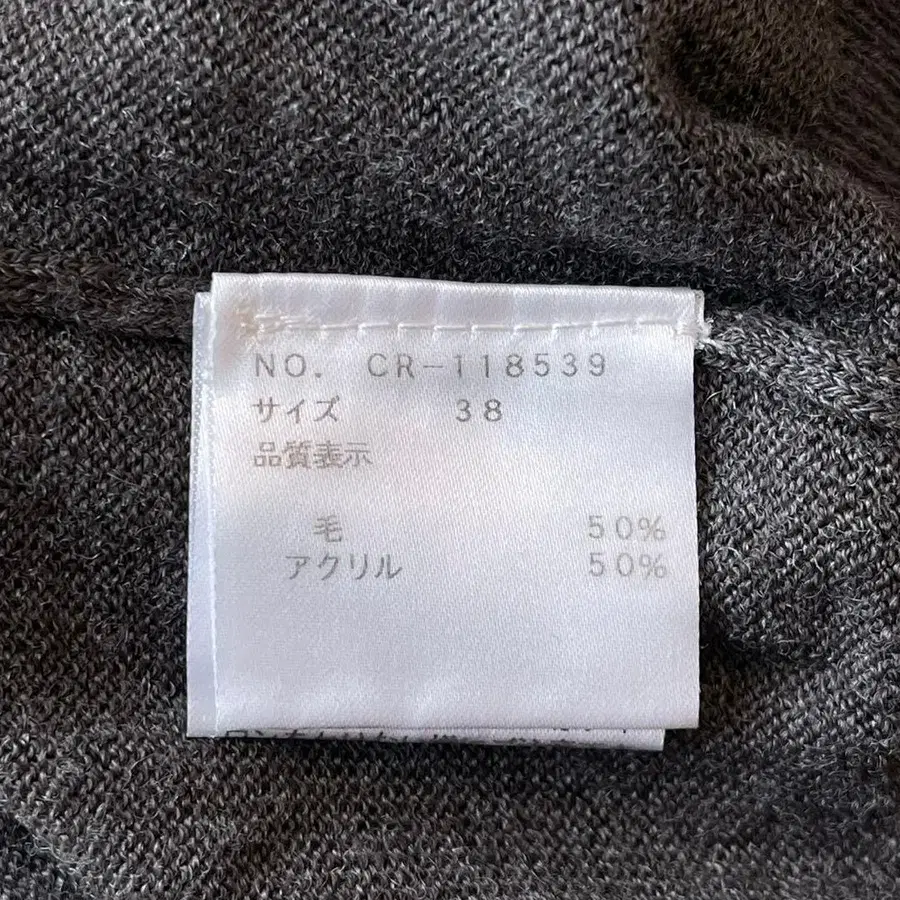 NO. CR-118539
サイズ 38
品質表示
毛 50%
アクリル 50%